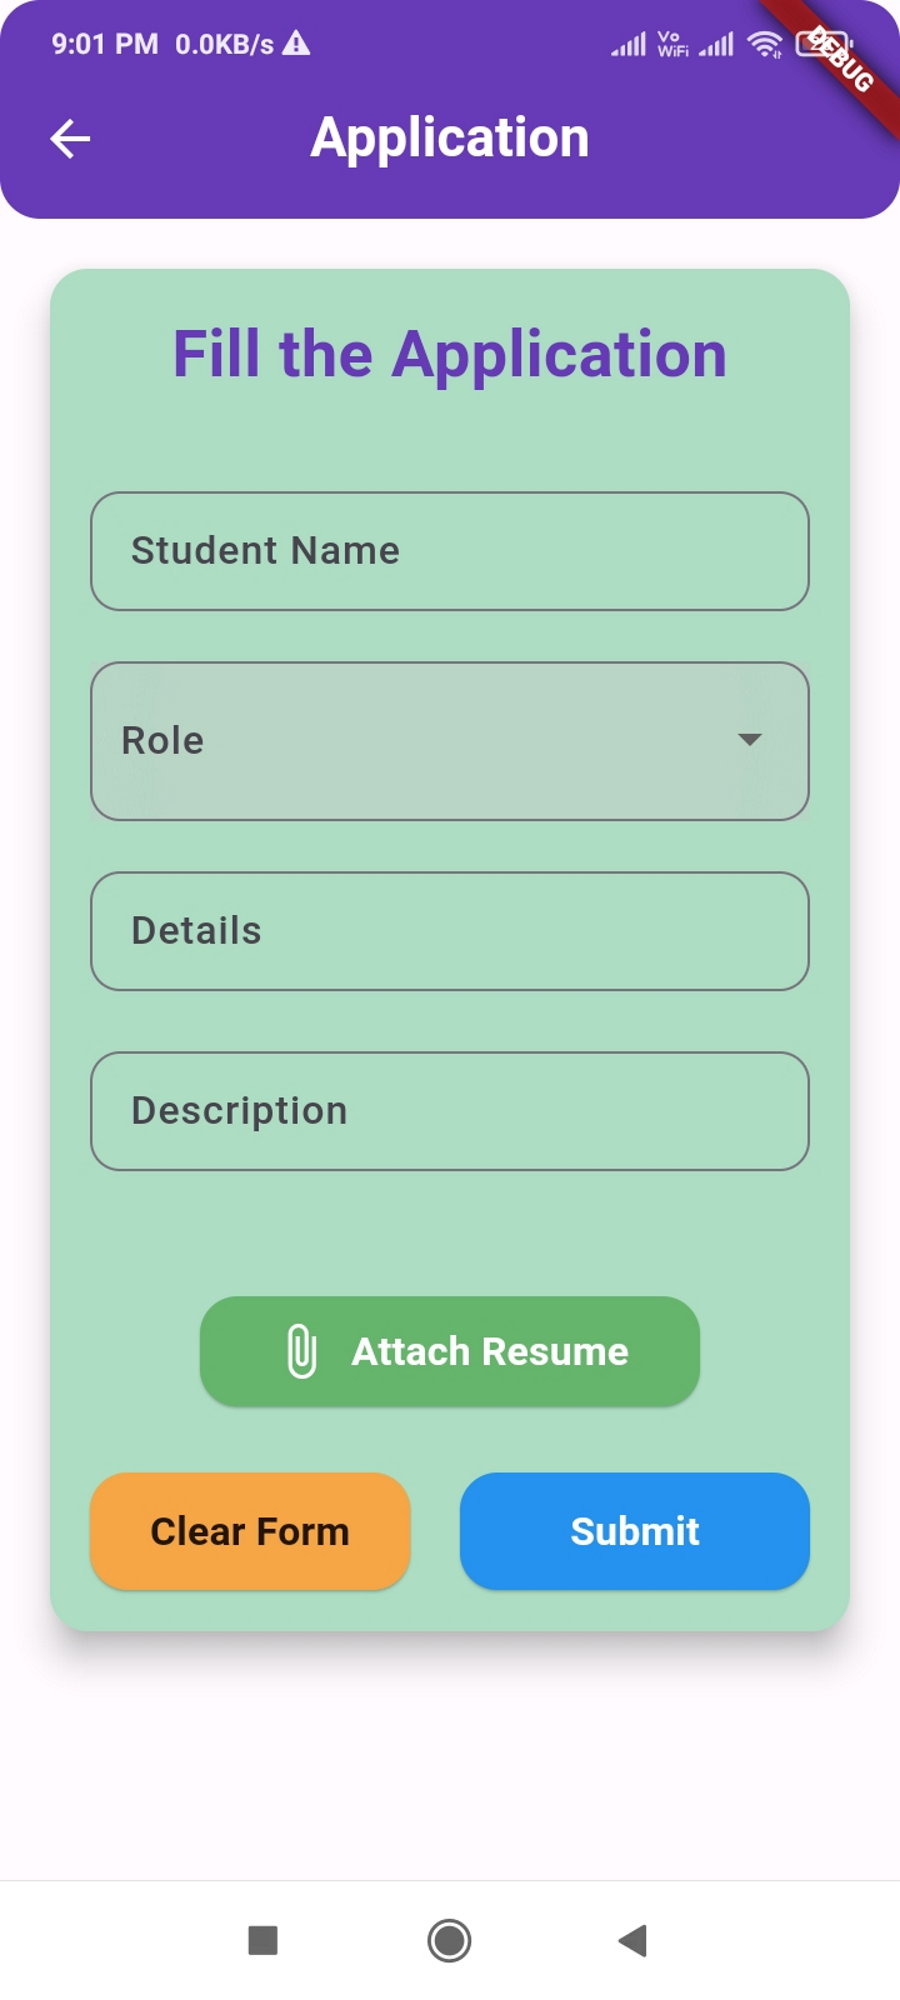 9:01 PM 0.0KB/s
Vo
WiFi
DEBUG
Application
Fill the Application
Student Name
Role
Details
Description
Attach Resume
Clear Form
Submit